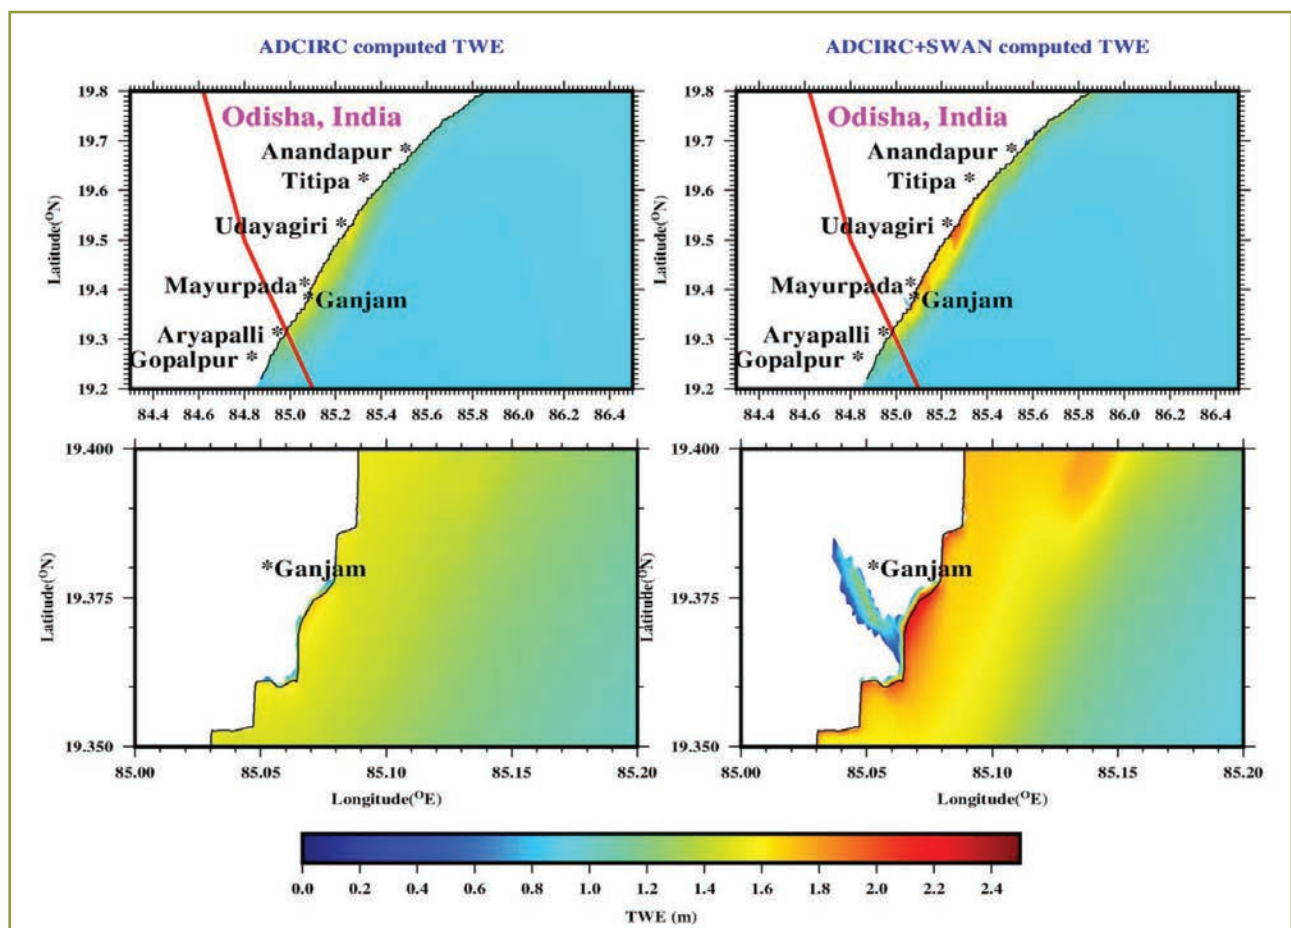 ADCIRC computed TWE
ADCIRC+SWAN computed TWE
19.8
19.7
19.6
19.5
19.4
19.3
19.2
Latitude(ᴼN)
Odisha, India
Anandapur *
Titipa *
Udayagiri *
Mayurpada*
*Ganjam
Aryapalli *
Gopalpur *
84.4 84.6 84.8 85.0 85.2 85.4 85.6 85.8 86.0 86.2 86.4
19.8
19.7
19.6
19.5
19.4
19.3
19.2
Latitude(ᴼN)
Odisha, India
Anandapur *
Titipa *
Udayagiri *
Mayurpada*
*Ganjam
Aryapalli *
Gopalpur *
84.4 84.6 84.8 85.0 85.2 85.4 85.6 85.8 86.0 86.2 86.4
19.400
19.375
19.350
Latitude(ᴼN)
*Ganjam
85.00 85.05 85.10 85.15 85.20
Longitude(ᴼE)
19.400
19.375
19.350
Latitude(ᴼN)
*Ganjam
85.00 85.05 85.10 85.15 85.20
Longitude(ᴼE)
0.0 0.2 0.4 0.6 0.8 1.0 1.2 1.4 1.6 1.8 2.0 2.2 2.4
TWE (m)